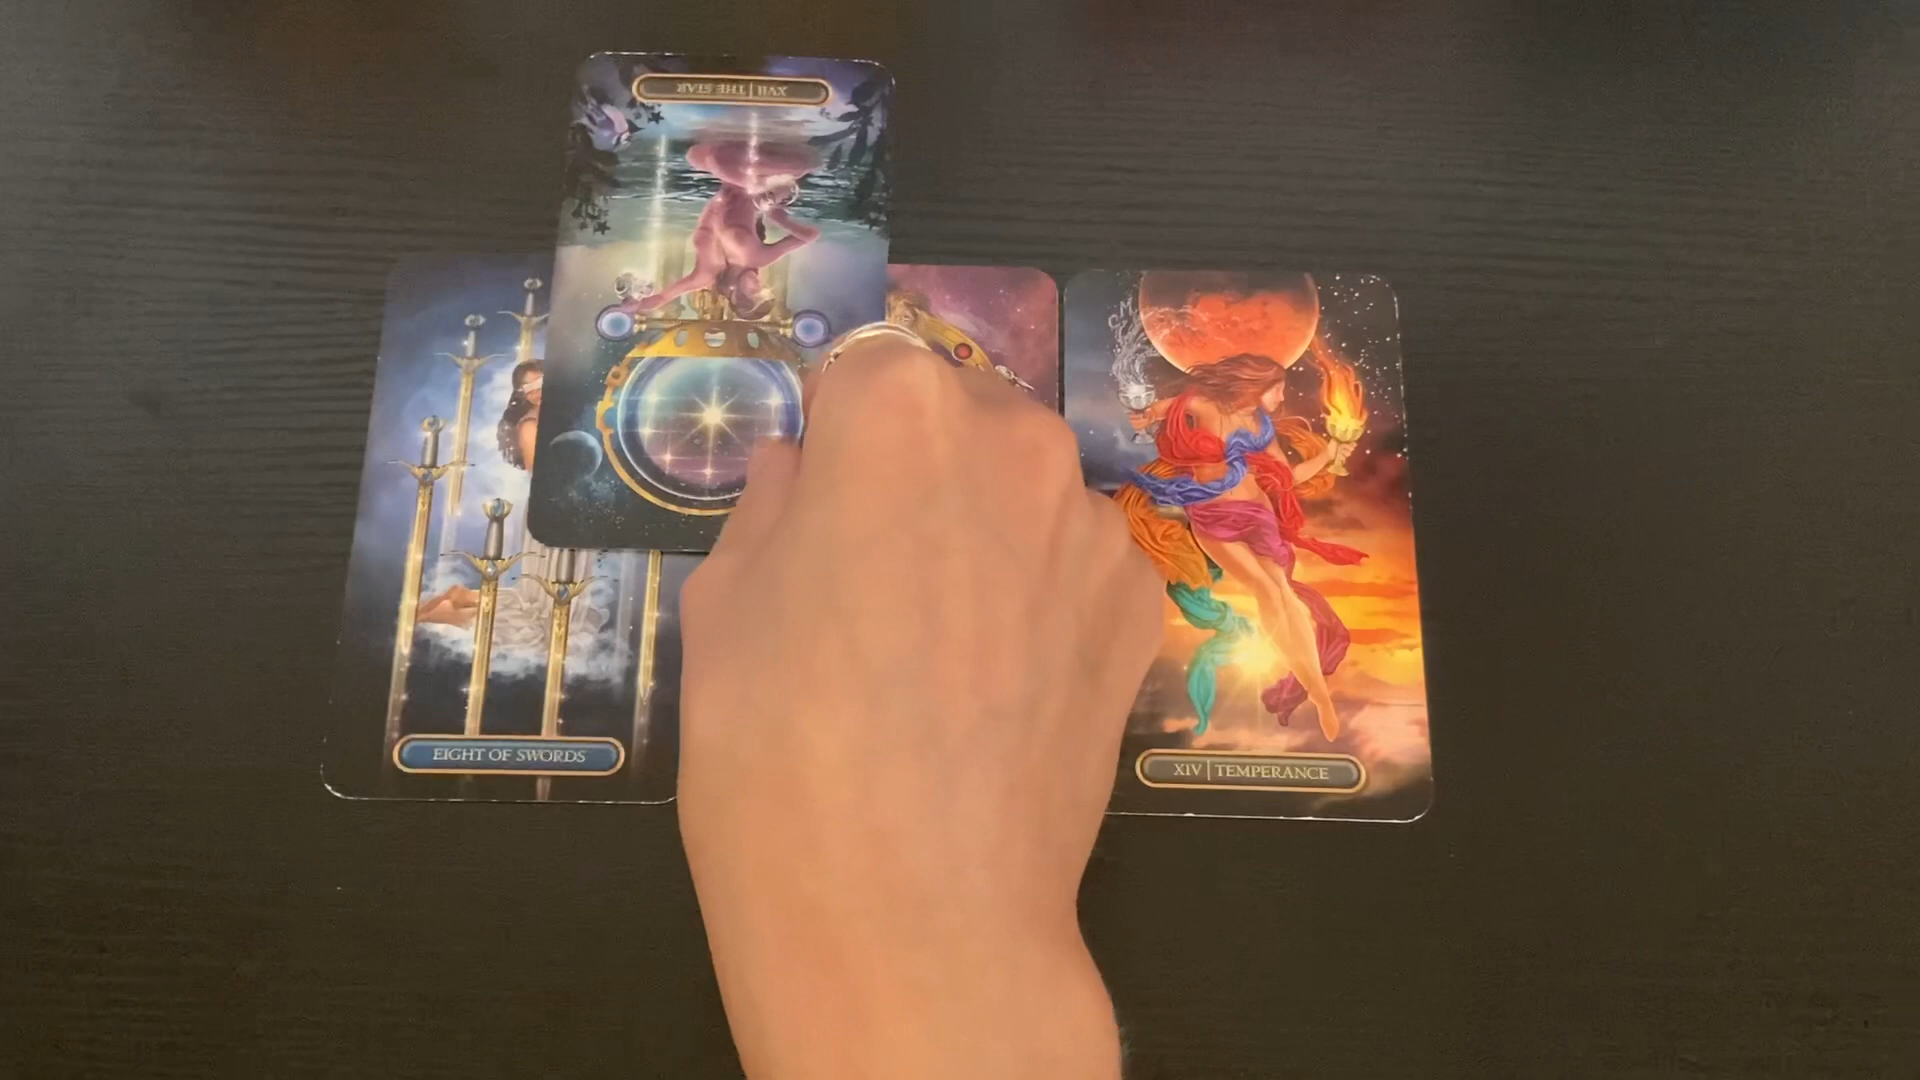 XVII | THE STAR
EIGHT OF SWORDS
XIV | TEMPERANCE